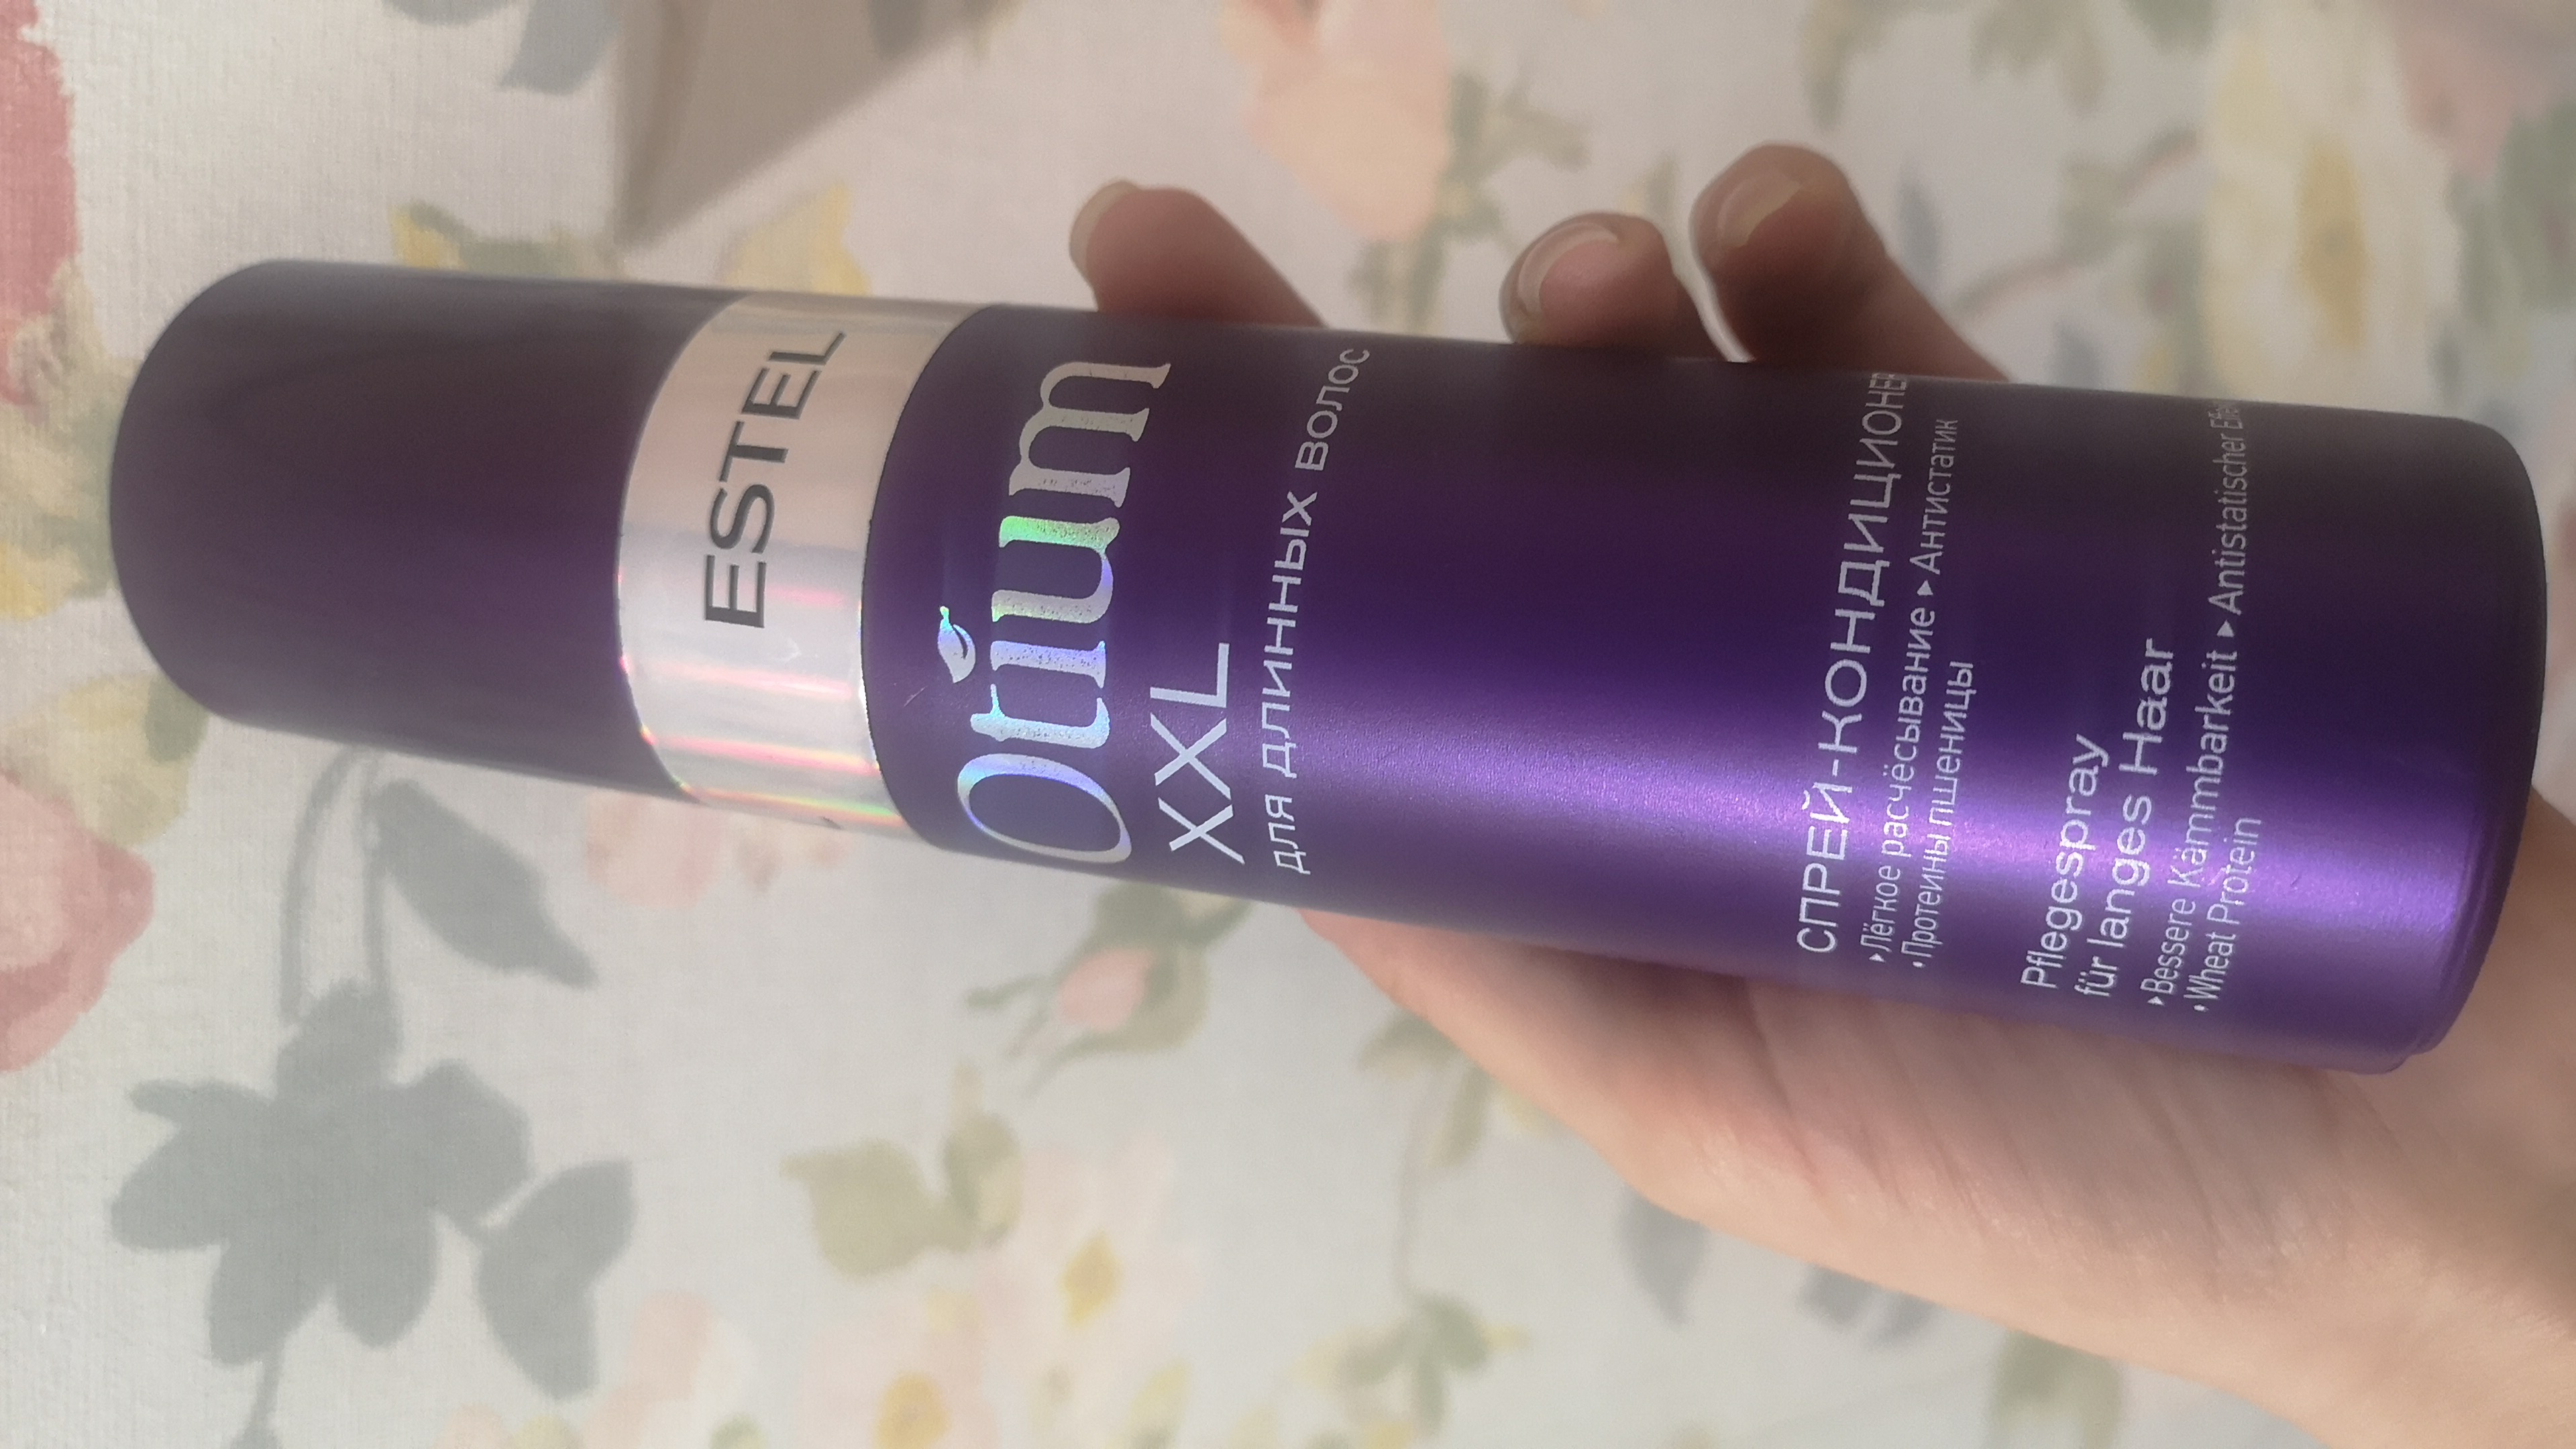 ESTEL
Otium
XXL
ДЛЯ ДЛИННЫХ ВОЛОС
СПРЕЙ-КОНДИЦИОНЕР
▸Лёгкое расчёсывание ▸Антистатик
•Протеины пшеницы
Pflegespray
für langes Haar
▸Bessere Kämmbarkeit ▸Antistatischer
•Wheat Protein